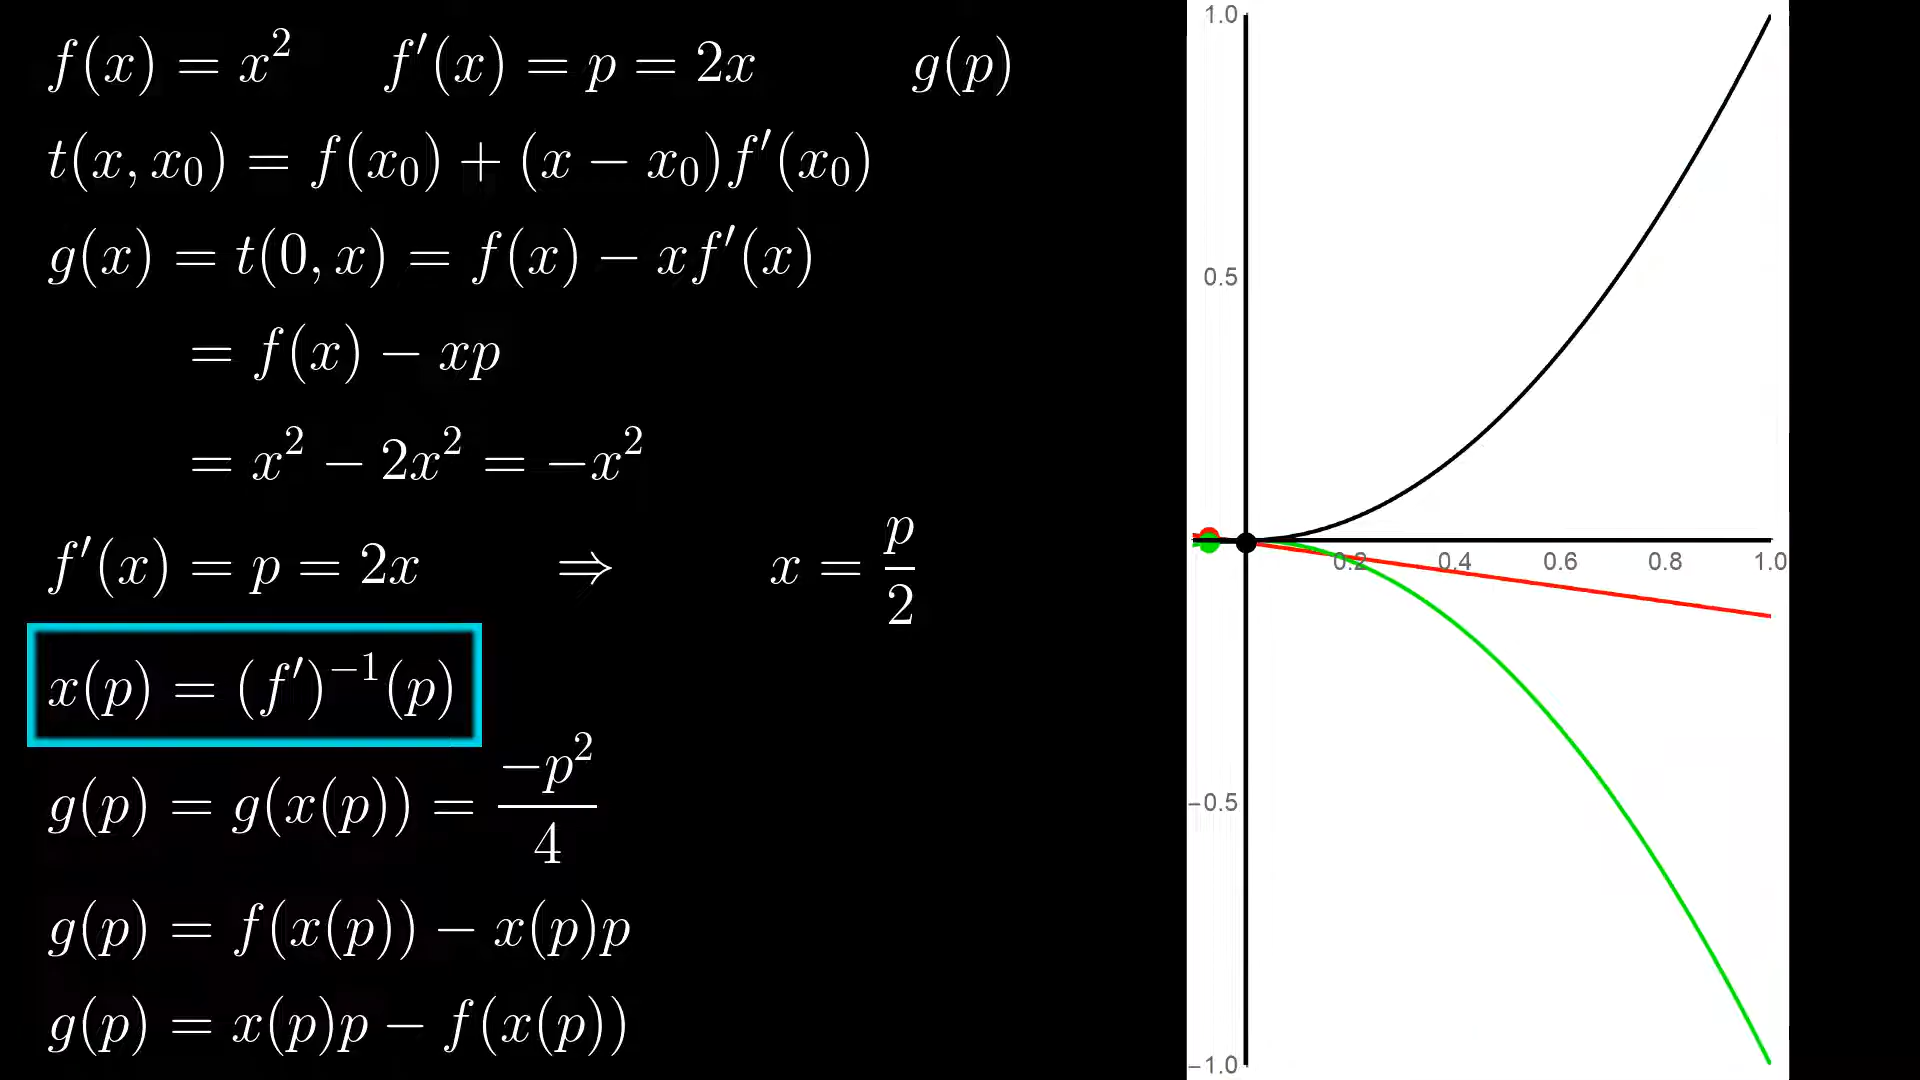 f(x) = x² f′(x) = p = 2x g(p)
t(x, x₀) = f(x₀) + (x − x₀)f′(x₀)
g(x) = t(0, x) = f(x) − xf′(x)
= f(x) − xp
= x² − 2x² = −x²
f′(x) = p = 2x ⇒ x = p/2
x(p) = (f′)⁻¹(p)
g(p) = g(x(p)) = −p²/4
g(p) = f(x(p)) − x(p)p
g(p) = x(p)p − f(x(p))
1.0
0.5
0.2 0.4 0.6 0.8 1.0
−0.5
−1.0